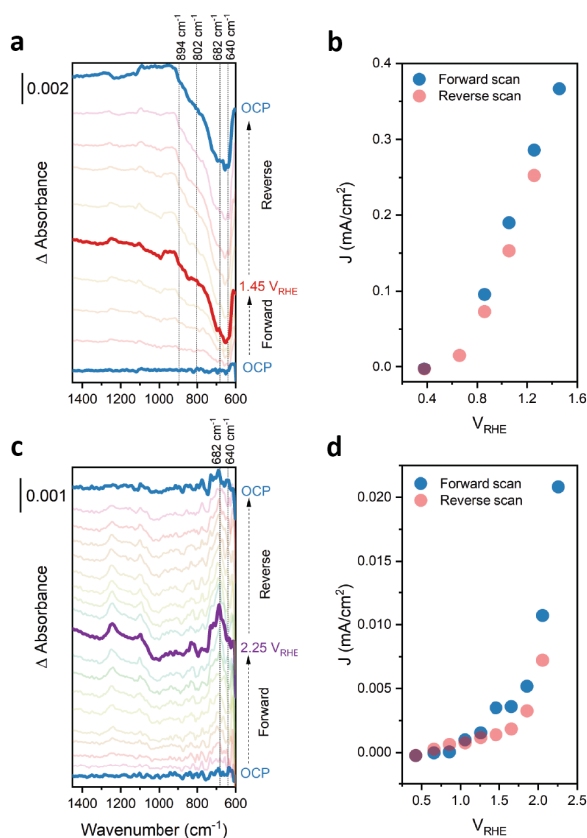 a
894 cm-1
802 cm-1
682 cm-1
640 cm-1
0.002
OCP
Reverse
1.45 VRHE
Forward
OCP
Δ Absorbance
1400 1200 1000 800 600
b
Forward scan
Reverse scan
J (mA/cm2)
0.4
0.3
0.2
0.1
0.0
0.4 0.8 1.2 1.6
VRHE
c
682 cm-1
640 cm-1
0.001
OCP
Reverse
2.25 VRHE
Forward
OCP
Δ Absorbance
1400 1200 1000 800 600
Wavenumber (cm-1)
d
Forward scan
Reverse scan
J (mA/cm2)
0.020
0.015
0.010
0.005
0.000
0.5 1.0 1.5 2.0 2.5
VRHE